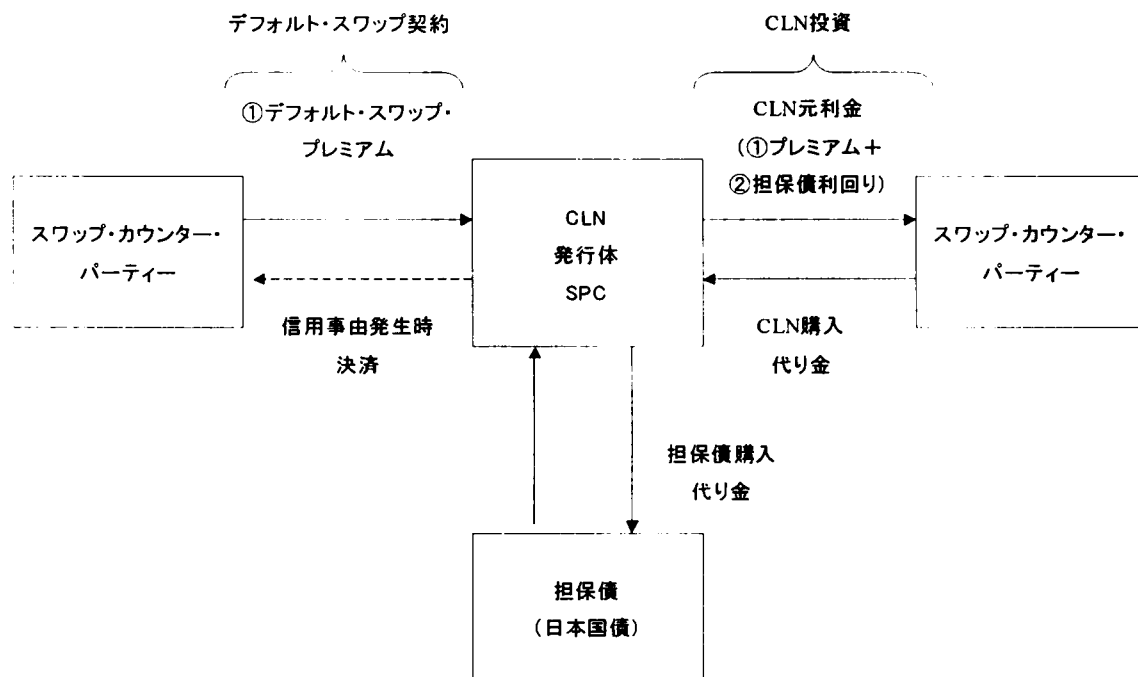 デフォルト・スワップ契約
CLN投資
①デフォルト・スワップ・
プレミアム
CLN元利金
(①プレミアム+
②担保債利回り)
スワップ・カウンター・
パーティー
CLN
発行体
SPC
スワップ・カウンター・
パーティー
信用事由発生時
決済
CLN購入
代り金
担保債購入
代り金
担保債
(日本国債)